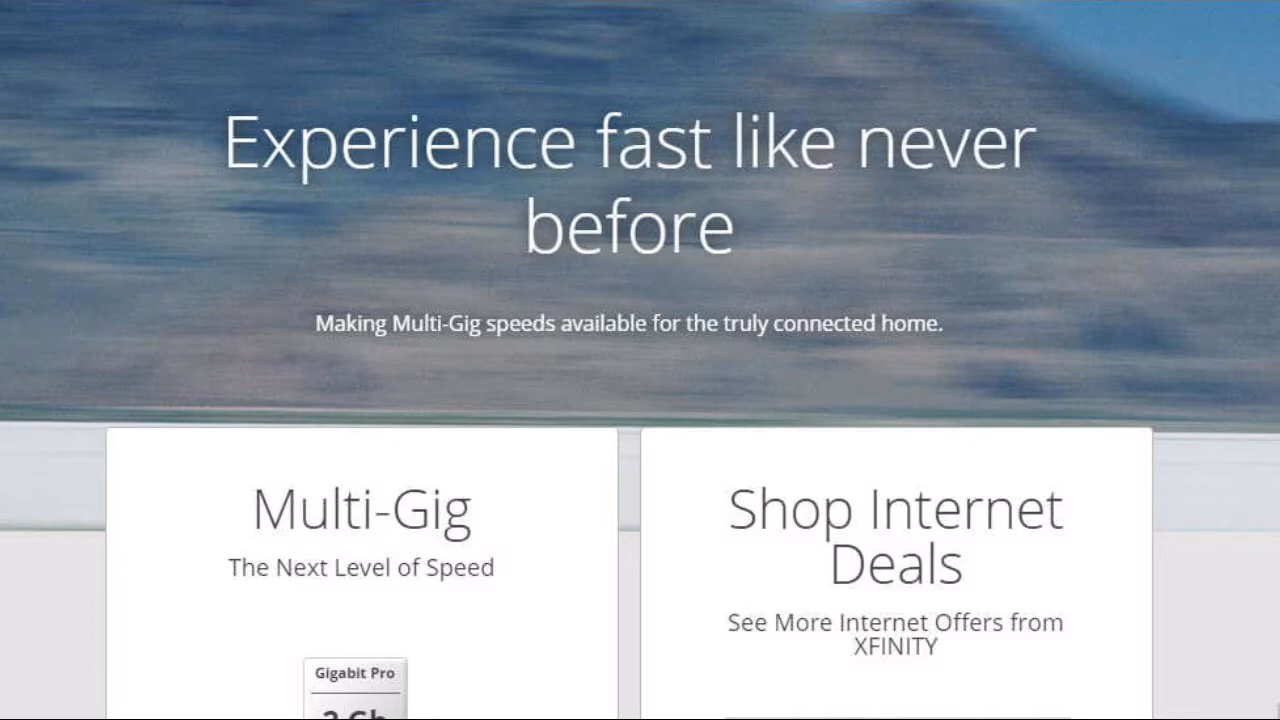 Experience fast like never
before
Making Multi-Gig speeds available for the truly connected home.
Multi-Gig
The Next Level of Speed
Gigabit Pro
Shop Internet
Deals
See More Internet Offers from
XFINITY